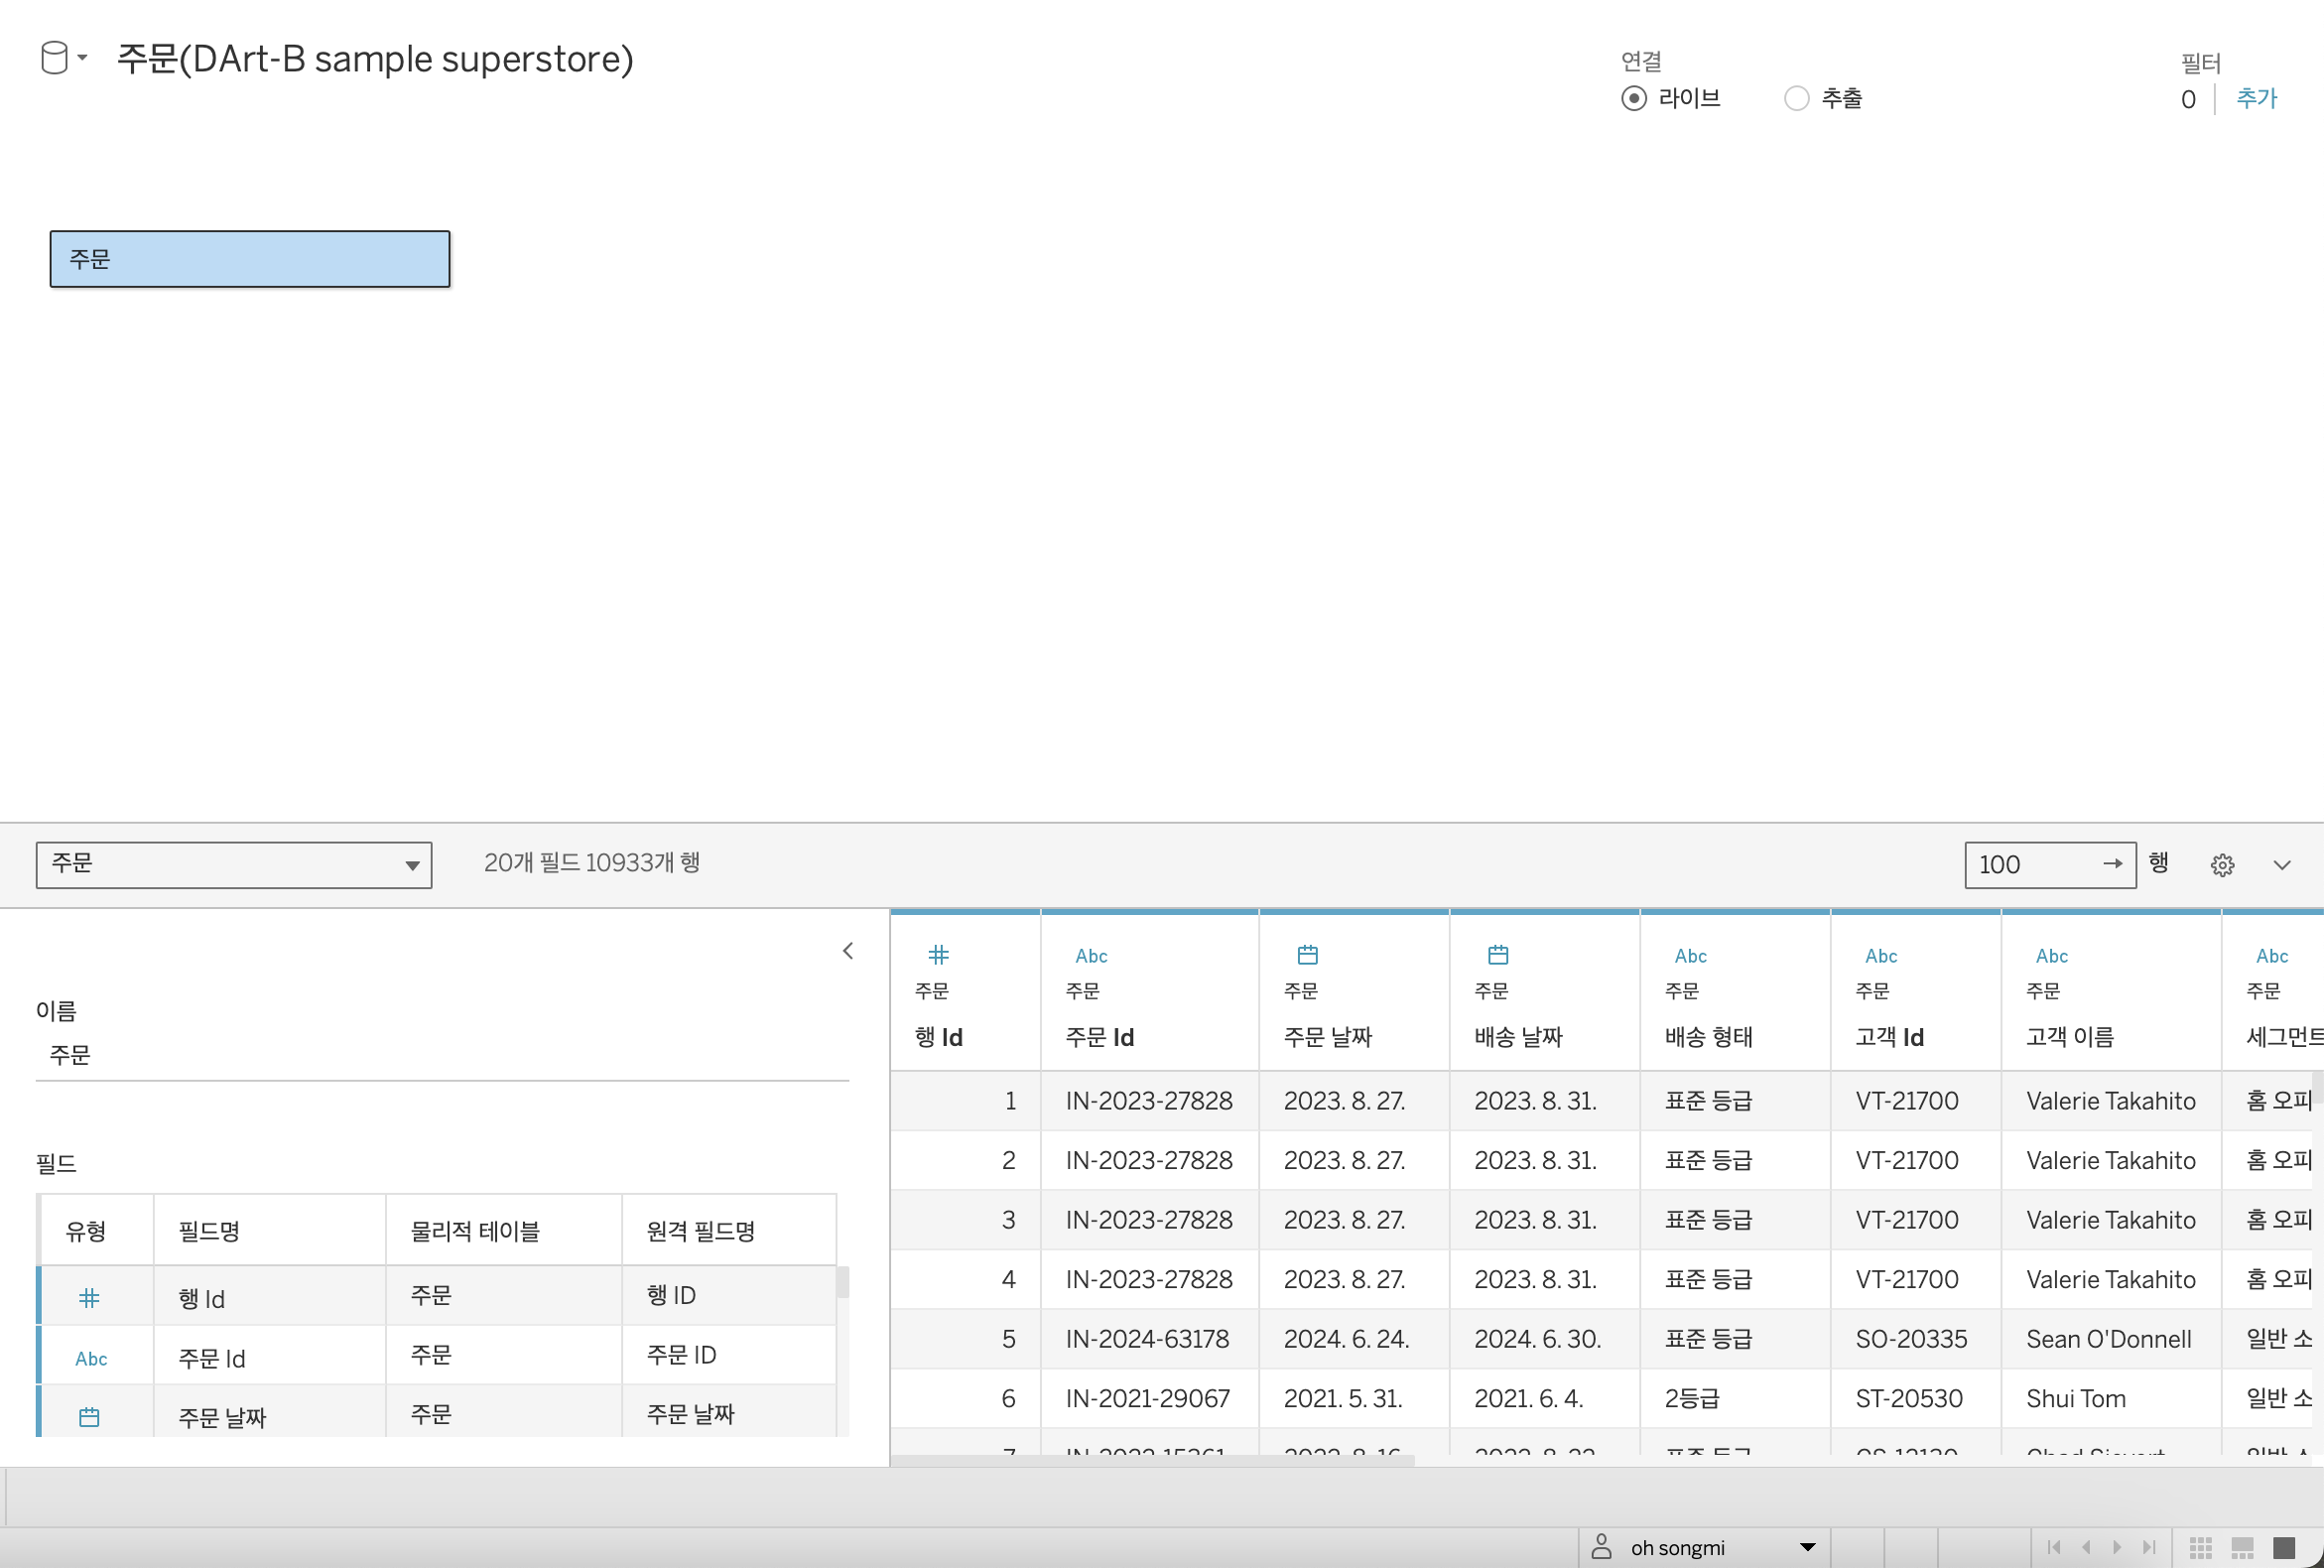 주문(DArt-B sample superstore)
연결
라이브 추출
필터
0 추가
주문
주문 20개 필드 10933개 행 100 → 행
이름
주문
필드
유형 필드명 물리적 테이블 원격 필드명
# 행 Id 주문 행 ID
Abc 주문 Id 주문 주문 ID
주문 날짜 주문 주문 날짜
# Abc Abc Abc Abc Abc
주문 주문 주문 주문 주문 주문 주문 주문
행 Id 주문 Id 주문 날짜 배송 날짜 배송 형태 고객 Id 고객 이름 세그먼트
1 IN-2023-27828 2023. 8. 27. 2023. 8. 31. 표준 등급 VT-21700 Valerie Takahito 홈 오피
2 IN-2023-27828 2023. 8. 27. 2023. 8. 31. 표준 등급 VT-21700 Valerie Takahito 홈 오피
3 IN-2023-27828 2023. 8. 27. 2023. 8. 31. 표준 등급 VT-21700 Valerie Takahito 홈 오피
4 IN-2023-27828 2023. 8. 27. 2023. 8. 31. 표준 등급 VT-21700 Valerie Takahito 홈 오피
5 IN-2024-63178 2024. 6. 24. 2024. 6. 30. 표준 등급 SO-20335 Sean O'Donnell 일반 소
6 IN-2021-29067 2021. 5. 31. 2021. 6. 4. 2등급 ST-20530 Shui Tom 일반 소
oh songmi